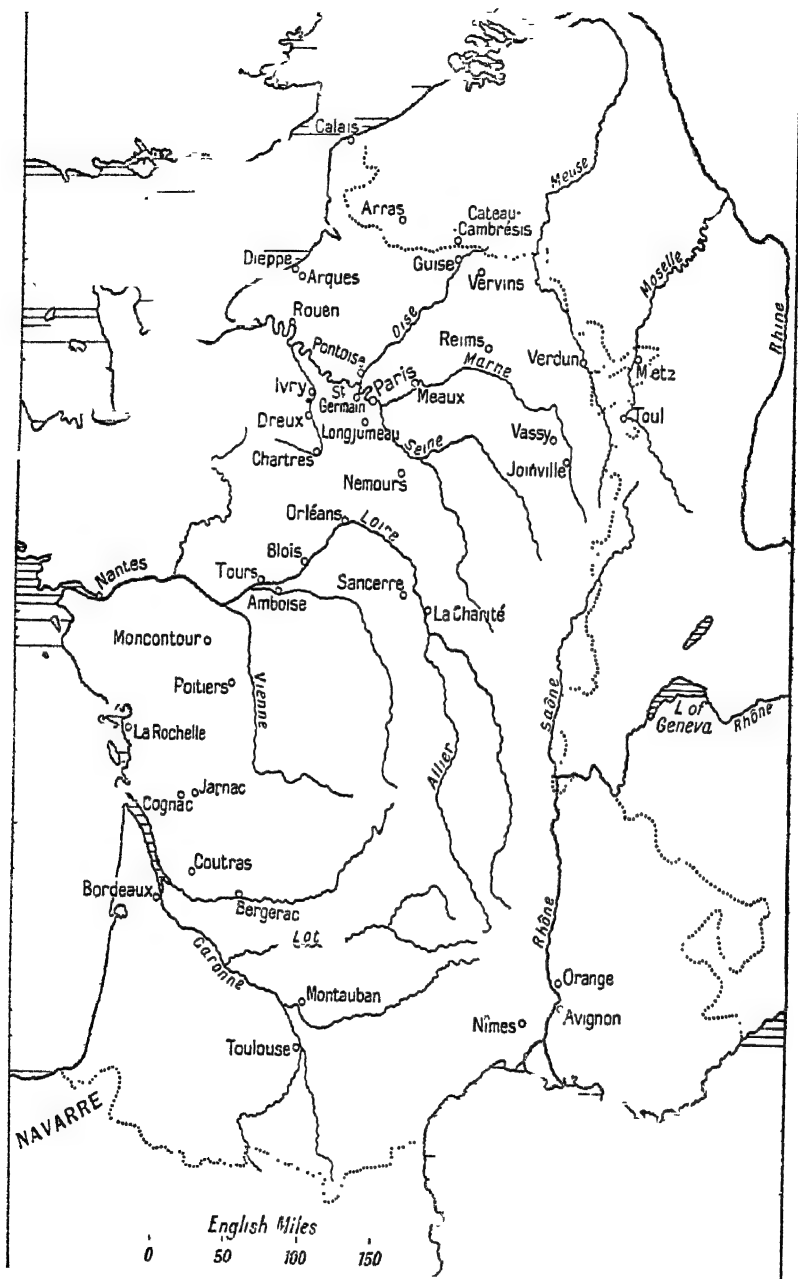 Calais
Meuse
Arras
Cateau-
Cambrésis
Dieppe
Arques
Guise
Vervins
Moselle
Rouen
Oise
Rhine
Pontoise
Reims
Marne
Verdun
Metz
Ivry
St
Germain
Paris
Meaux
Dreux
Longjumeau
Toul
Chartres
Seine
Vassy
Joinville
Nemours
Orléans
Loire
Blois
Nantes
Tours
Amboise
Sancerre
La Charité
Moncontour
Poitiers
Vienne
Saône
L of
Geneva
Rhône
La Rochelle
Allier
Jarnac
Cognac
Coutras
Bordeaux
Bergerac
Lot
Garonne
Rhône
Orange
Montauban
Nîmes
Avignon
Toulouse
NAVARRE
English Miles
0 50 100 150